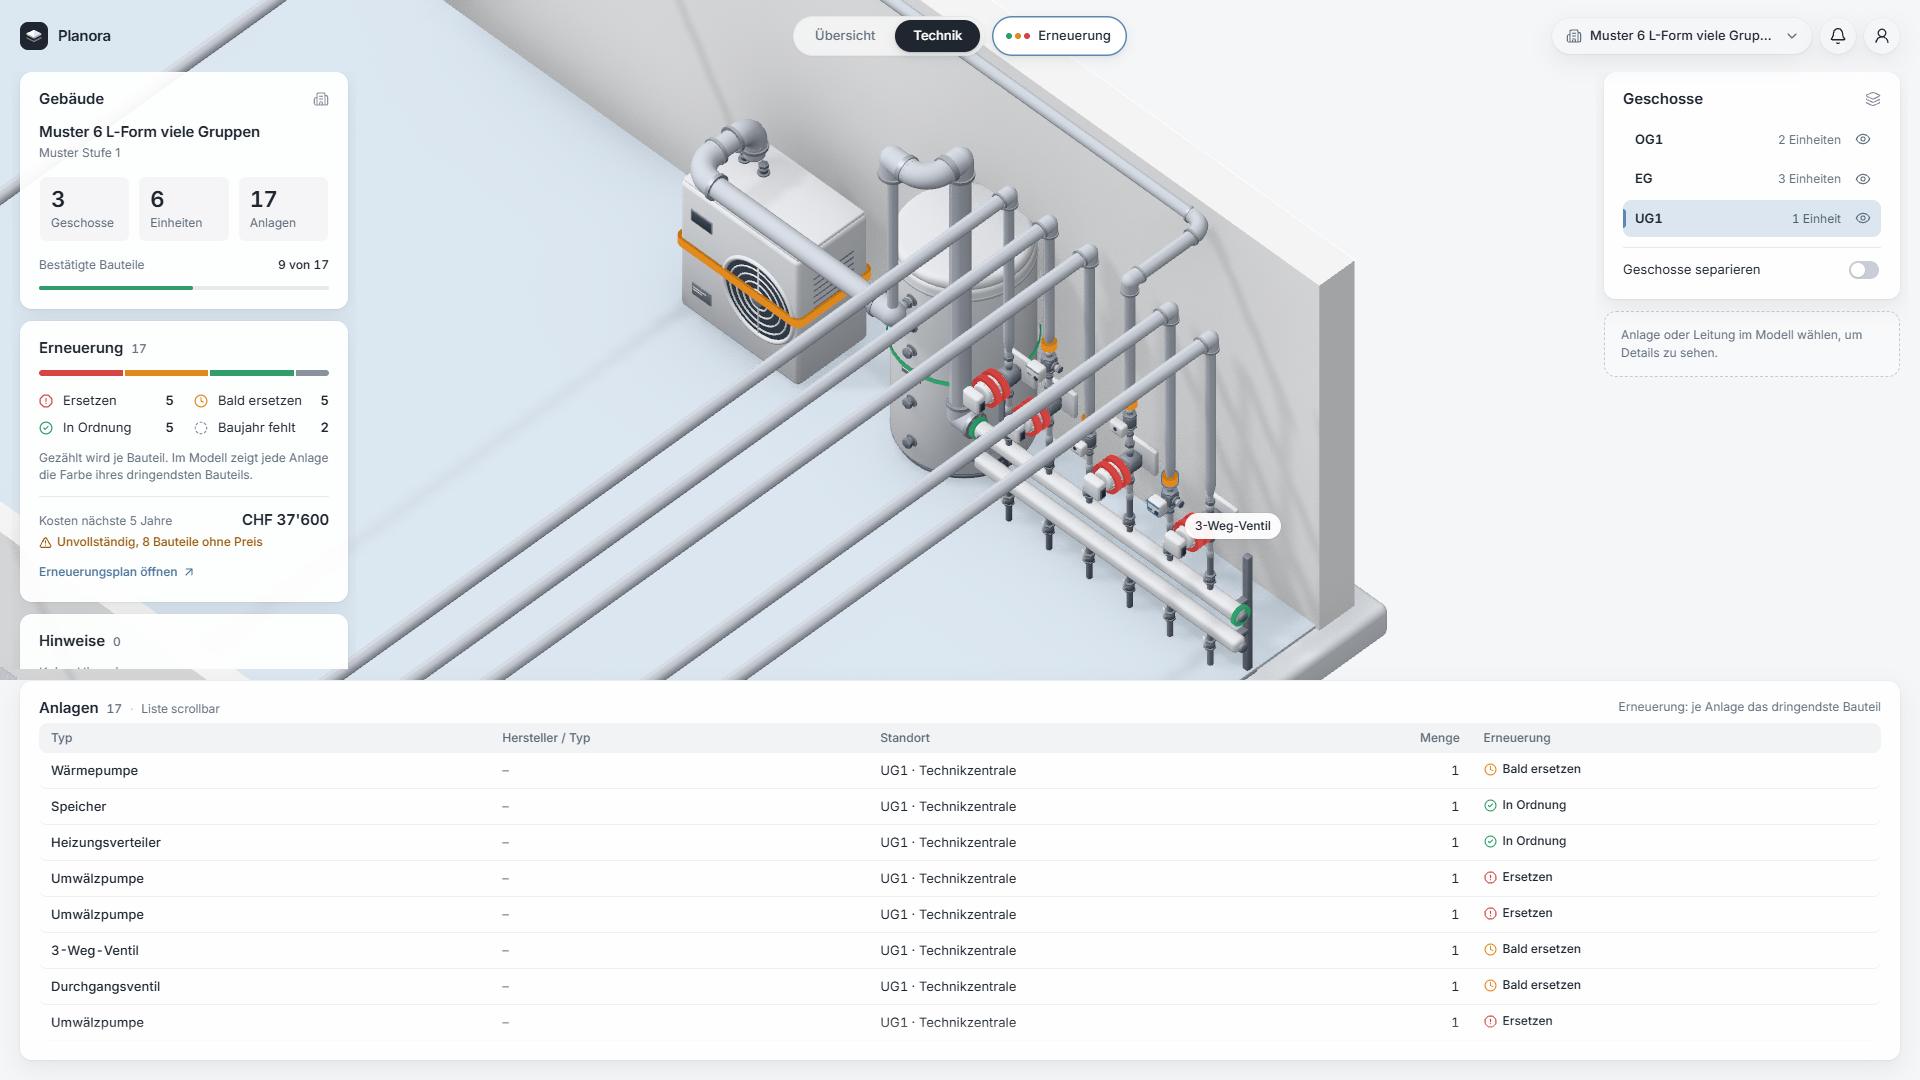 Planora
Übersicht
Technik
Erneuerung
Muster 6 L-Form viele Grup...
Gebäude
Muster 6 L-Form viele Gruppen
Muster Stufe 1
3 Geschosse
6 Einheiten
17 Anlagen
Bestätigte Bauteile 9 von 17
Erneuerung 17
Ersetzen 5 Bald ersetzen 5
In Ordnung 5 Baujahr fehlt 2
Gezählt wird je Bauteil. Im Modell zeigt jede Anlage
die Farbe ihres dringendsten Bauteils.
Kosten nächste 5 Jahre CHF 37'600
Unvollständig, 8 Bauteile ohne Preis
Erneuerungsplan öffnen
Hinweise 0
3-Weg-Ventil
Geschosse
OG1 2 Einheiten
EG 3 Einheiten
UG1 1 Einheit
Geschosse separieren
Anlage oder Leitung im Modell wählen, um
Details zu sehen.
Anlagen 17 · Liste scrollbar
Erneuerung: je Anlage das dringendste Bauteil
Typ Hersteller / Typ Standort Menge Erneuerung
Wärmepumpe – UG1 · Technikzentrale 1 Bald ersetzen
Speicher – UG1 · Technikzentrale 1 In Ordnung
Heizungsverteiler – UG1 · Technikzentrale 1 In Ordnung
Umwälzpumpe – UG1 · Technikzentrale 1 Ersetzen
Umwälzpumpe – UG1 · Technikzentrale 1 Ersetzen
3-Weg-Ventil – UG1 · Technikzentrale 1 Bald ersetzen
Durchgangsventil – UG1 · Technikzentrale 1 Bald ersetzen
Umwälzpumpe – UG1 · Technikzentrale 1 Ersetzen